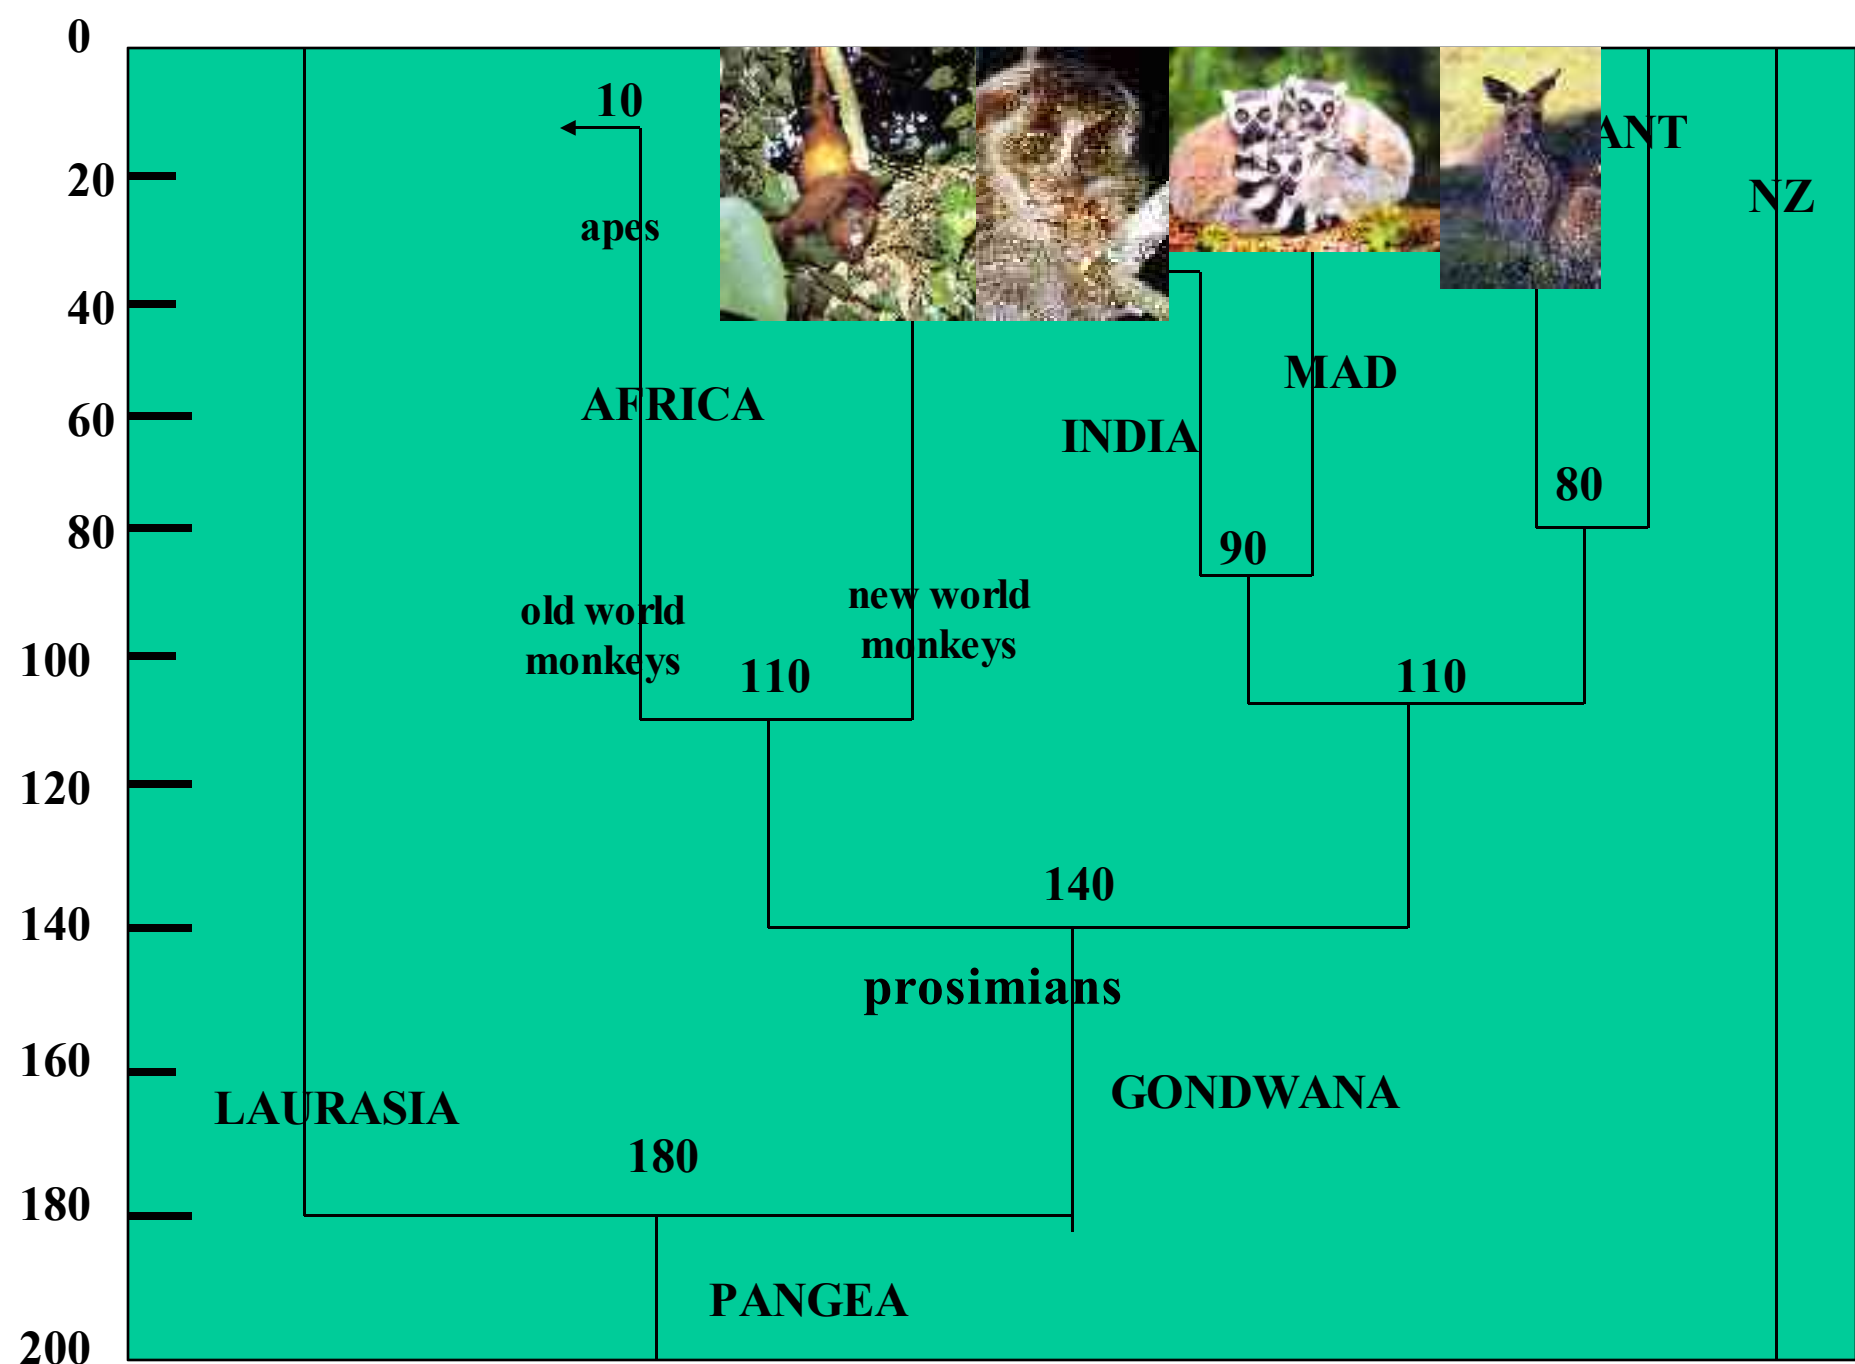 0
10
ANT
20
NZ
apes
40
MAD
AFRICA
60
INDIA
80
80
90
new world
monkeys
old world
monkeys
100
110
110
120
140
140
prosimians
160
GONDWANA
LAURASIA
180
180
PANGEA
200